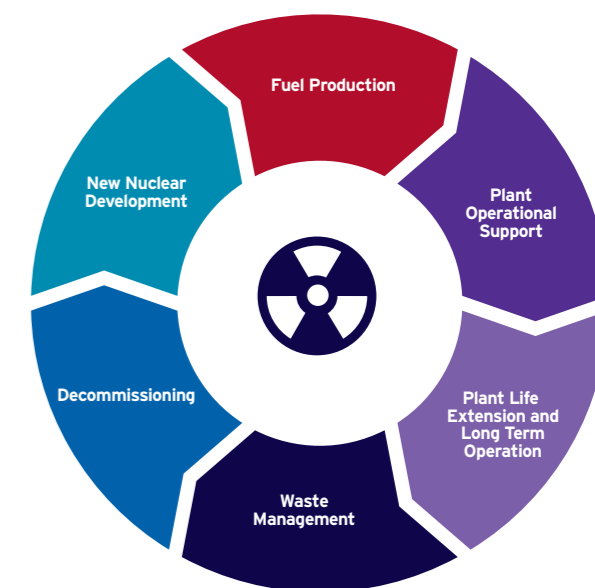 Fuel Production
Plant
Operational
Support
Plant Life
Extension and
Long Term
Operation
Waste
Management
Decommissioning
New Nuclear
Development